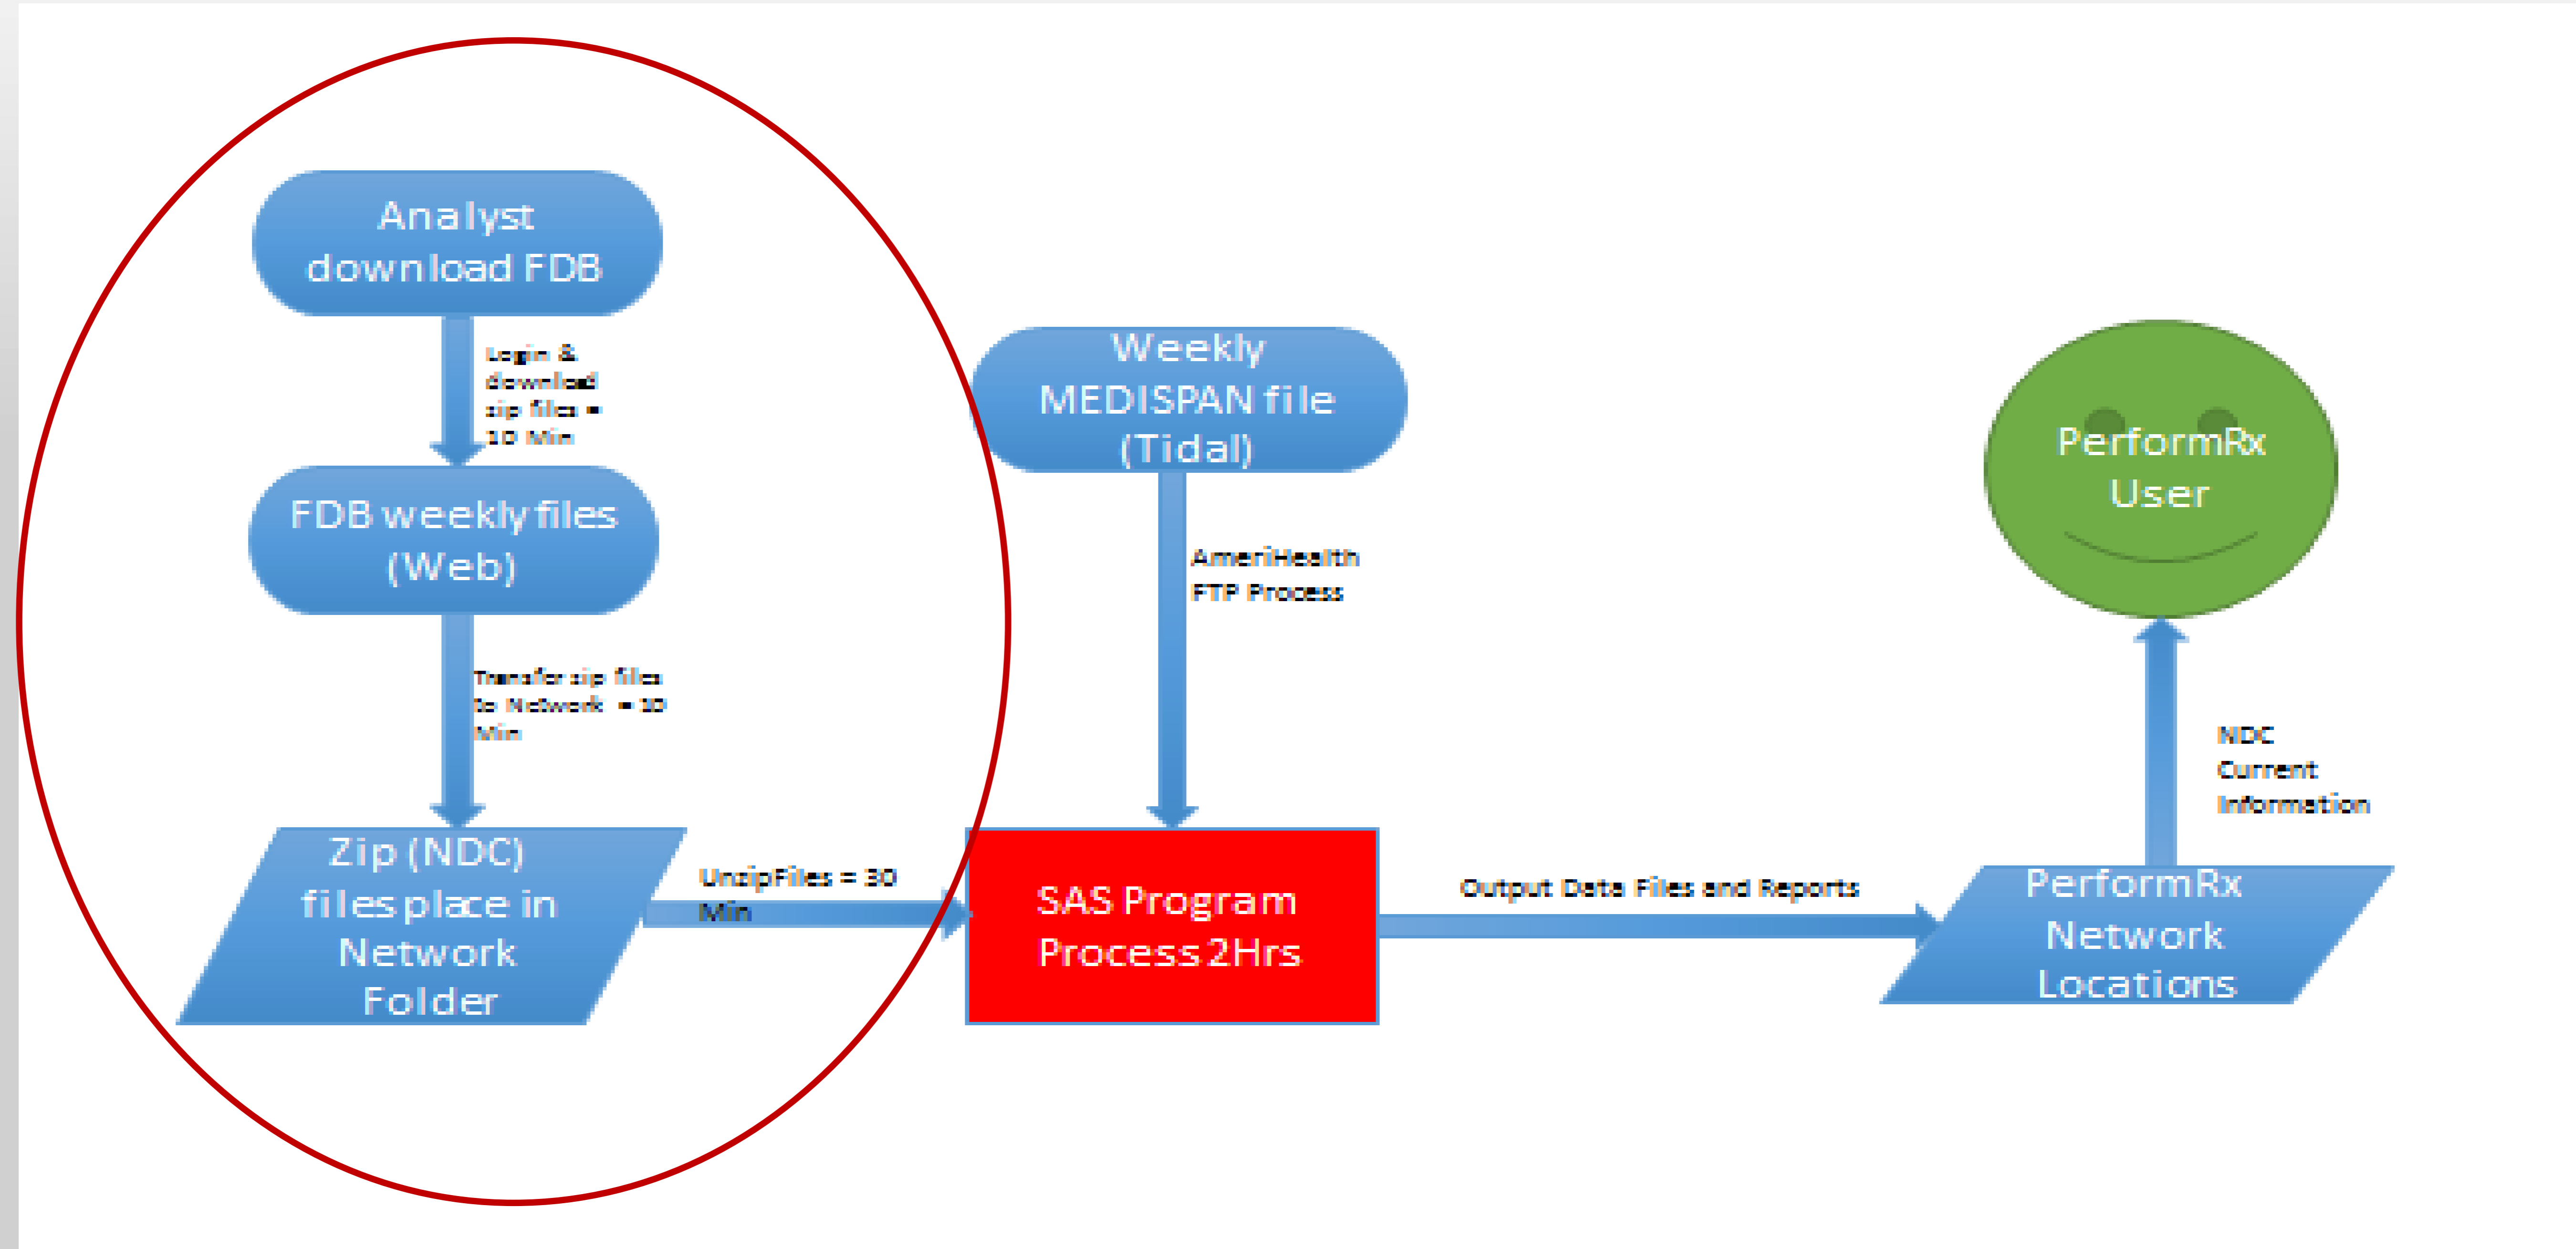 Analyst
download FDB
Login &
download
zip files =
10 Min
FDB weekly files
(Web)
Transfer zip files
to Network = 10
Min
Zip (NDC)
files place in
Network
Folder
UnzipFiles = 30
Min
Weekly
MEDISPAN file
(Tidal)
AmeriHealth
FTP Process
SAS Program
Process 2Hrs
Output Data Files and Reports
PerformRx
Network
Locations
NDC
Current
Information
PerformRx
User